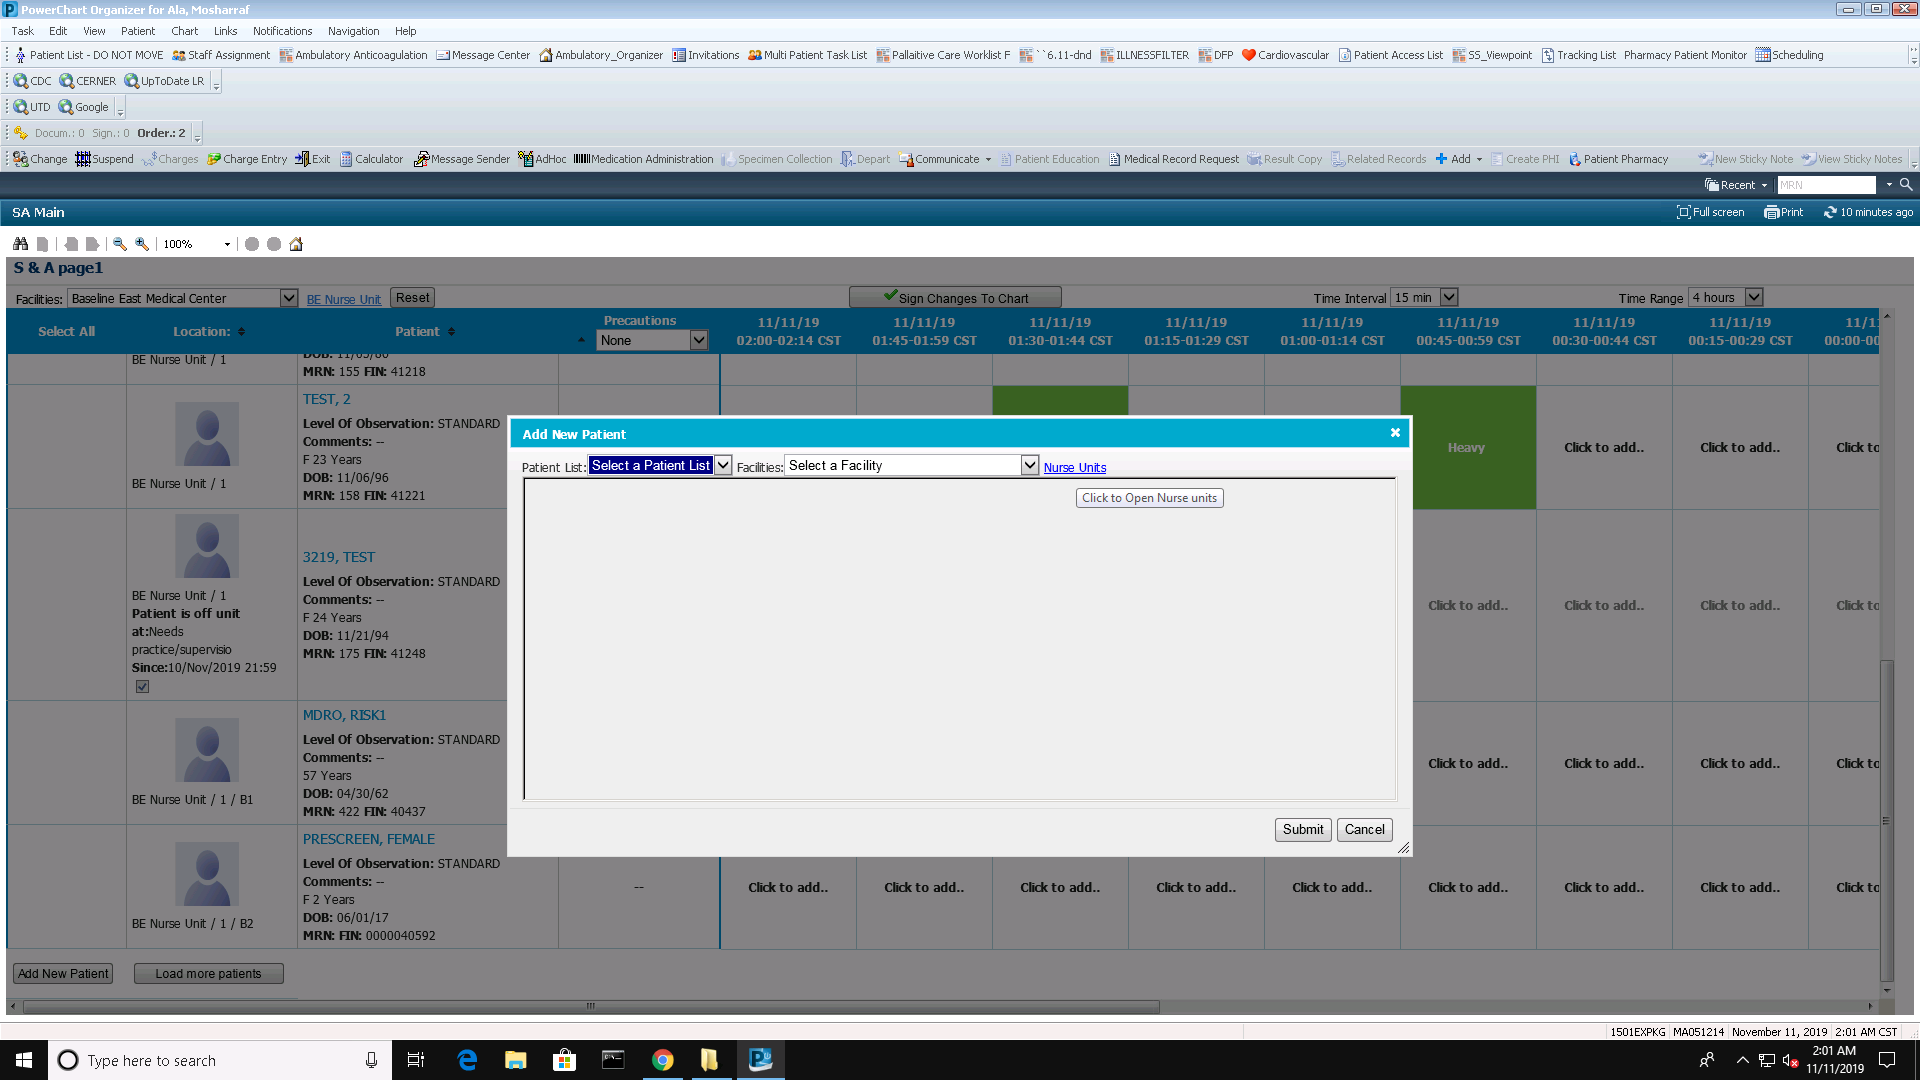 PowerChart Organizer for Ala, Mosharraf
Task Edit View Patient Chart Links Notifications Navigation Help
Patient List - DO NOT MOVE Staff Assignment Ambulatory Anticoagulation Message Center Ambulatory_Organizer Invitations Multi Patient Task List Pallaitive Care Worklist F ``6.11-dnd ILLNESSFILTER DFP Cardiovascular Patient Access List SS_Viewpoint Tracking List Pharmacy Patient Monitor Scheduling
CDC CERNER UpToDate LR
UTD Google
Docum.: 0 Sign.: 0 Order.: 2
Change Suspend Charges Charge Entry Exit Calculator Message Sender AdHoc Medication Administration Specimen Collection Depart Communicate Patient Education Medical Record Request Result Copy Related Records Add Create PHI Patient Pharmacy New Sticky Note View Sticky Notes
Recent MRN
SA Main Full screen Print 10 minutes ago
100%
S & A page1
Facilities: Baseline East Medical Center BE Nurse Unit Reset Sign Changes To Chart Time Interval 15 min Time Range 4 hours
Select All Location: Patient Precautions None
11/11/19 11/11/19 11/11/19 11/11/19 11/11/19 11/11/19 11/11/19 11/11/19 11/1
02:00-02:14 CST 01:45-01:59 CST 01:30-01:44 CST 01:15-01:29 CST 01:00-01:14 CST 00:45-00:59 CST 00:30-00:44 CST 00:15-00:29 CST 00:00-00
BE Nurse Unit / 1
MRN: 155 FIN: 41218
TEST, 2
Level Of Observation: STANDARD
Comments: --
F 23 Years
DOB: 11/06/96
MRN: 158 FIN: 41221
BE Nurse Unit / 1
Heavy Click to add.. Click to add.. Click to
3219, TEST
Level Of Observation: STANDARD
Comments: --
F 24 Years
DOB: 11/21/94
MRN: 175 FIN: 41248
BE Nurse Unit / 1
Patient is off unit
at:Needs
practice/supervisio
Since:10/Nov/2019 21:59
Click to add.. Click to add.. Click to add.. Click to
MDRO, RISK1
Level Of Observation: STANDARD
Comments: --
57 Years
DOB: 04/30/62
MRN: 422 FIN: 40437
BE Nurse Unit / 1 / B1
Click to add.. Click to add.. Click to add.. Click to
PRESCREEN, FEMALE
Level Of Observation: STANDARD
Comments: --
F 2 Years
DOB: 06/01/17
MRN: FIN: 0000040592
BE Nurse Unit / 1 / B2
-- Click to add.. Click to add.. Click to add.. Click to add.. Click to add.. Click to add.. Click to add.. Click to add.. Click to
Add New Patient
Patient List: Select a Patient List Facilities: Select a Facility Nurse Units
Click to Open Nurse units
Submit Cancel
Add New Patient Load more patients
1501EXPKG MA051214 November 11, 2019 2:01 AM CST
Type here to search
2:01 AM
11/11/2019